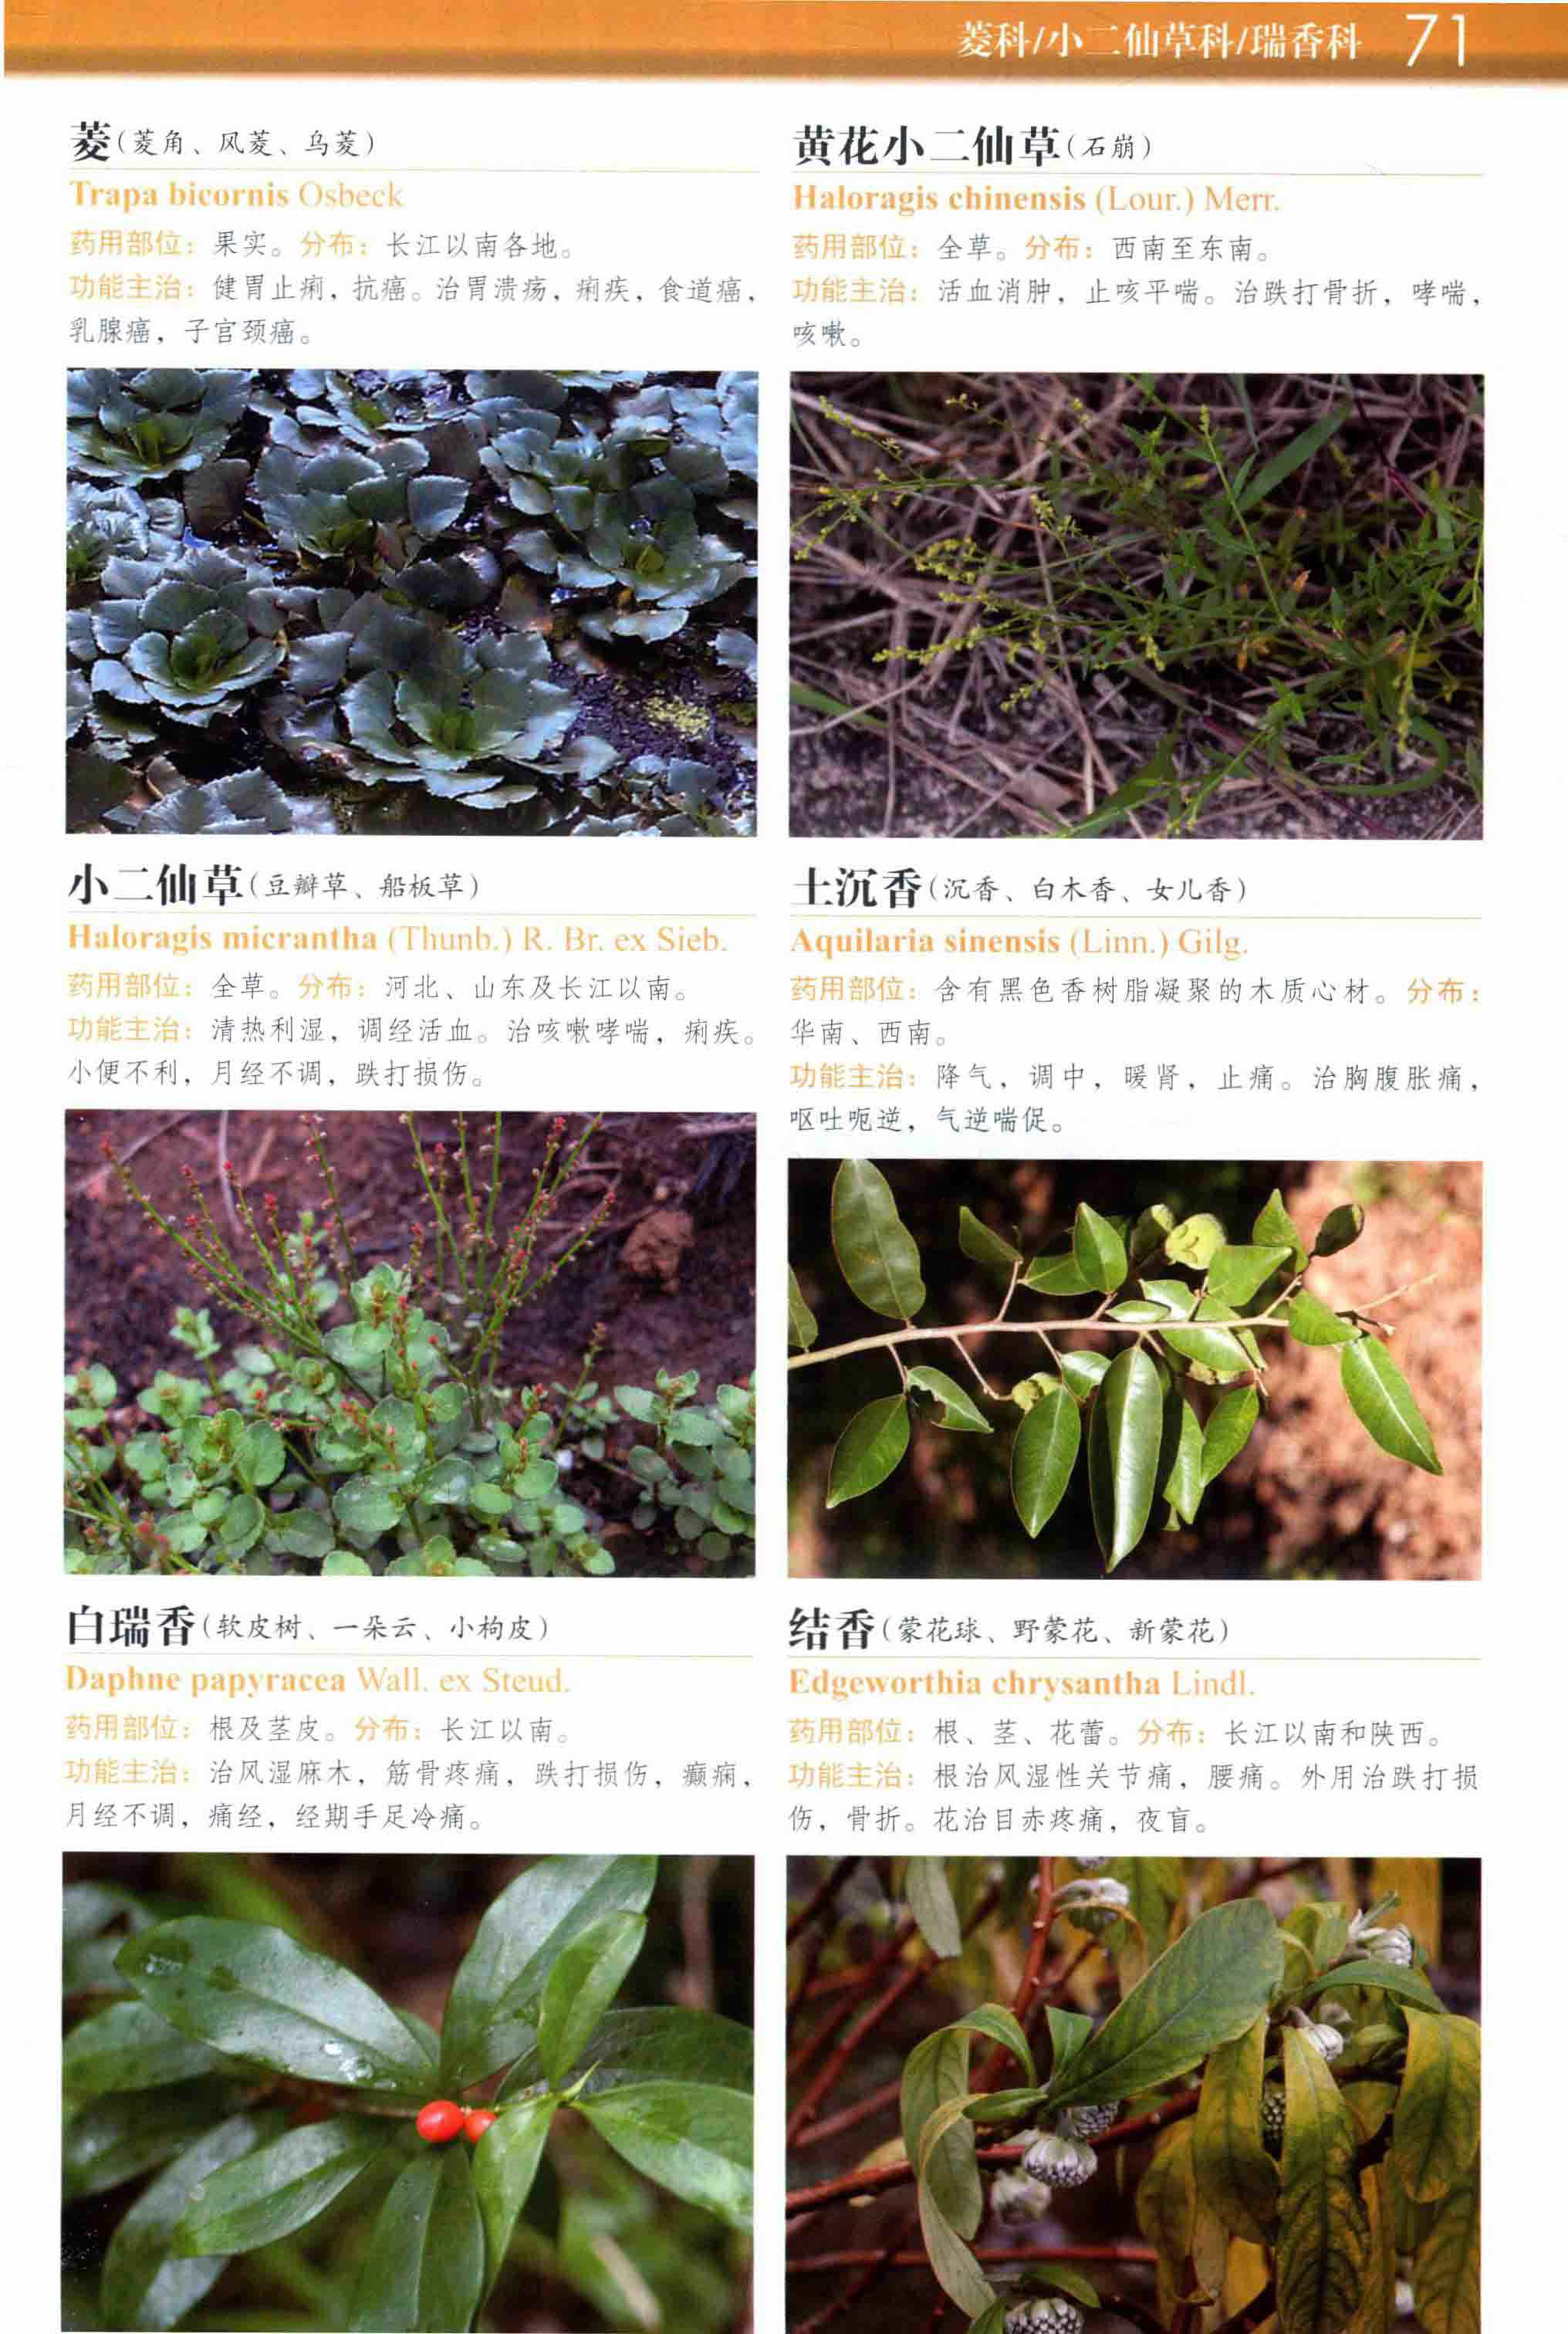 菱科/小二仙草科/瑞香科 71
菱(菱角、风菱、乌菱)
Trapa bicornis Osbeck
药用部位：果实。分布：长江以南各地。
功能主治：健胃止痢，抗癌。治胃溃疡，痢疾，食道癌，
乳腺癌，子宫颈癌。
小二仙草(豆瓣草、船板草)
Haloragis micrantha (Thunb.) R. Br. ex Sieb.
药用部位：全草。分布：河北、山东及长江以南。
功能主治：清热利湿，调经活血。治咳嗽哮喘，痢疾。
小便不利，月经不调，跌打损伤。
白瑞香(软皮树、一朵云、小枸皮)
Daphne papyracea Wall. ex Steud.
药用部位：根及茎皮。分布：长江以南。
功能主治：治风湿麻木，筋骨疼痛，跌打损伤，癫痫，
月经不调，痛经，经期手足冷痛。
黄花小二仙草(石崩)
Haloragis chinensis (Lour.) Merr.
药用部位：全草。分布：西南至东南。
功能主治：活血消肿，止咳平喘。治跌打骨折，哮喘，
咳嗽。
土沉香(沉香、白木香、女儿香)
Aquilaria sinensis (Linn.) Gilg.
药用部位：含有黑色香树脂凝聚的木质心材。分布：
华南、西南。
功能主治：降气，调中，暖肾，止痛。治胸腹胀痛，
呕吐呃逆，气逆喘促。
结香(蒙花球、野蒙花、新蒙花)
Edgeworthia chrysantha Lindl.
药用部位：根、茎、花蕾。分布：长江以南和陕西。
功能主治：根治风湿性关节痛，腰痛。外用治跌打损
伤，骨折。花治目赤疼痛，夜盲。